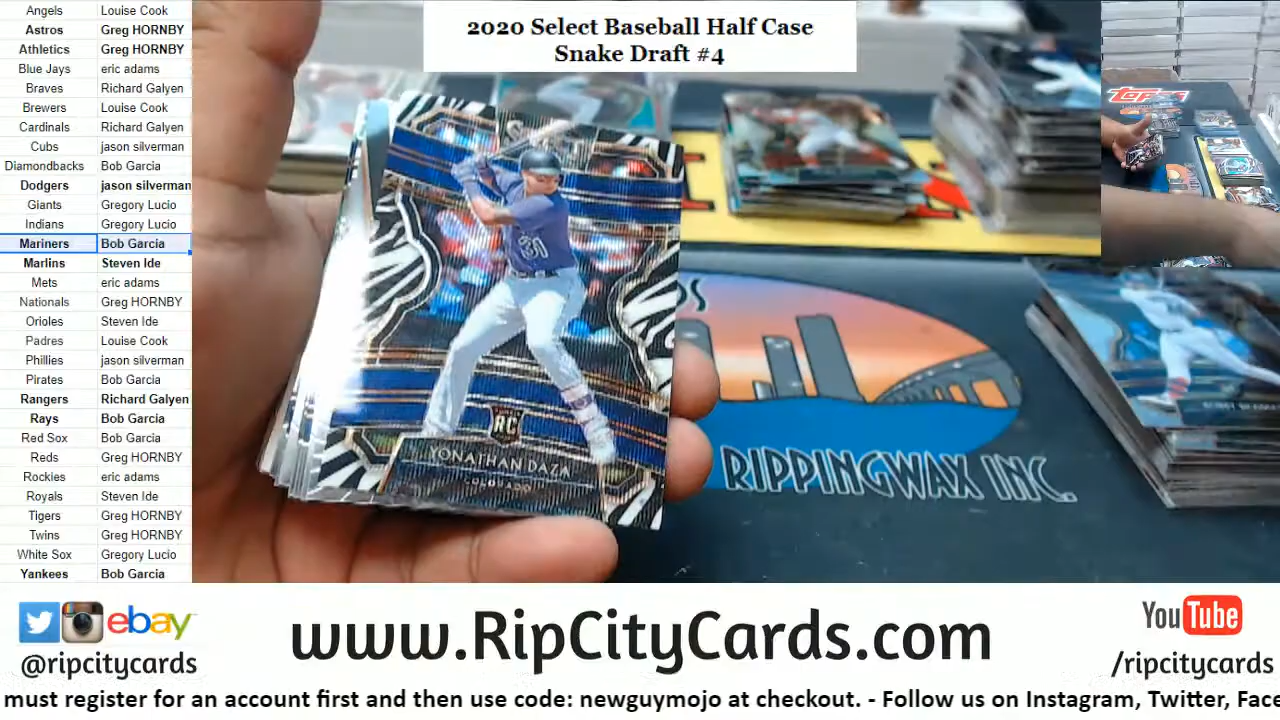 2020 Select Baseball Half Case
Snake Draft #4
Angels Louise Cook
Astros Greg HORNBY
Athletics Greg HORNBY
Blue Jays eric adams
Braves Richard Galyen
Brewers Louise Cook
Cardinals Richard Galyen
Cubs jason silverman
Diamondbacks Bob Garcia
Dodgers jason silverman
Giants Gregory Lucio
Indians Gregory Lucio
Mariners Bob Garcia
Marlins Steven Ide
Mets eric adams
Nationals Greg HORNBY
Orioles Steven Ide
Padres Louise Cook
Phillies jason silverman
Pirates Bob Garcia
Rangers Richard Galyen
Rays Bob Garcia
Red Sox Bob Garcia
Reds Greg HORNBY
Rockies eric adams
Royals Steven Ide
Tigers Greg HORNBY
Twins Greg HORNBY
White Sox Gregory Lucio
Yankees Bob Garcia
Topps
30
RC
YONATHAN DAZA
COLORADO
RIPPINGWAX INC.
ebay
@ripcitycards
www.RipCityCards.com
YouTube
/ripcitycards
must register for an account first and then use code: newguymojo at checkout. - Follow us on Instagram, Twitter, Face